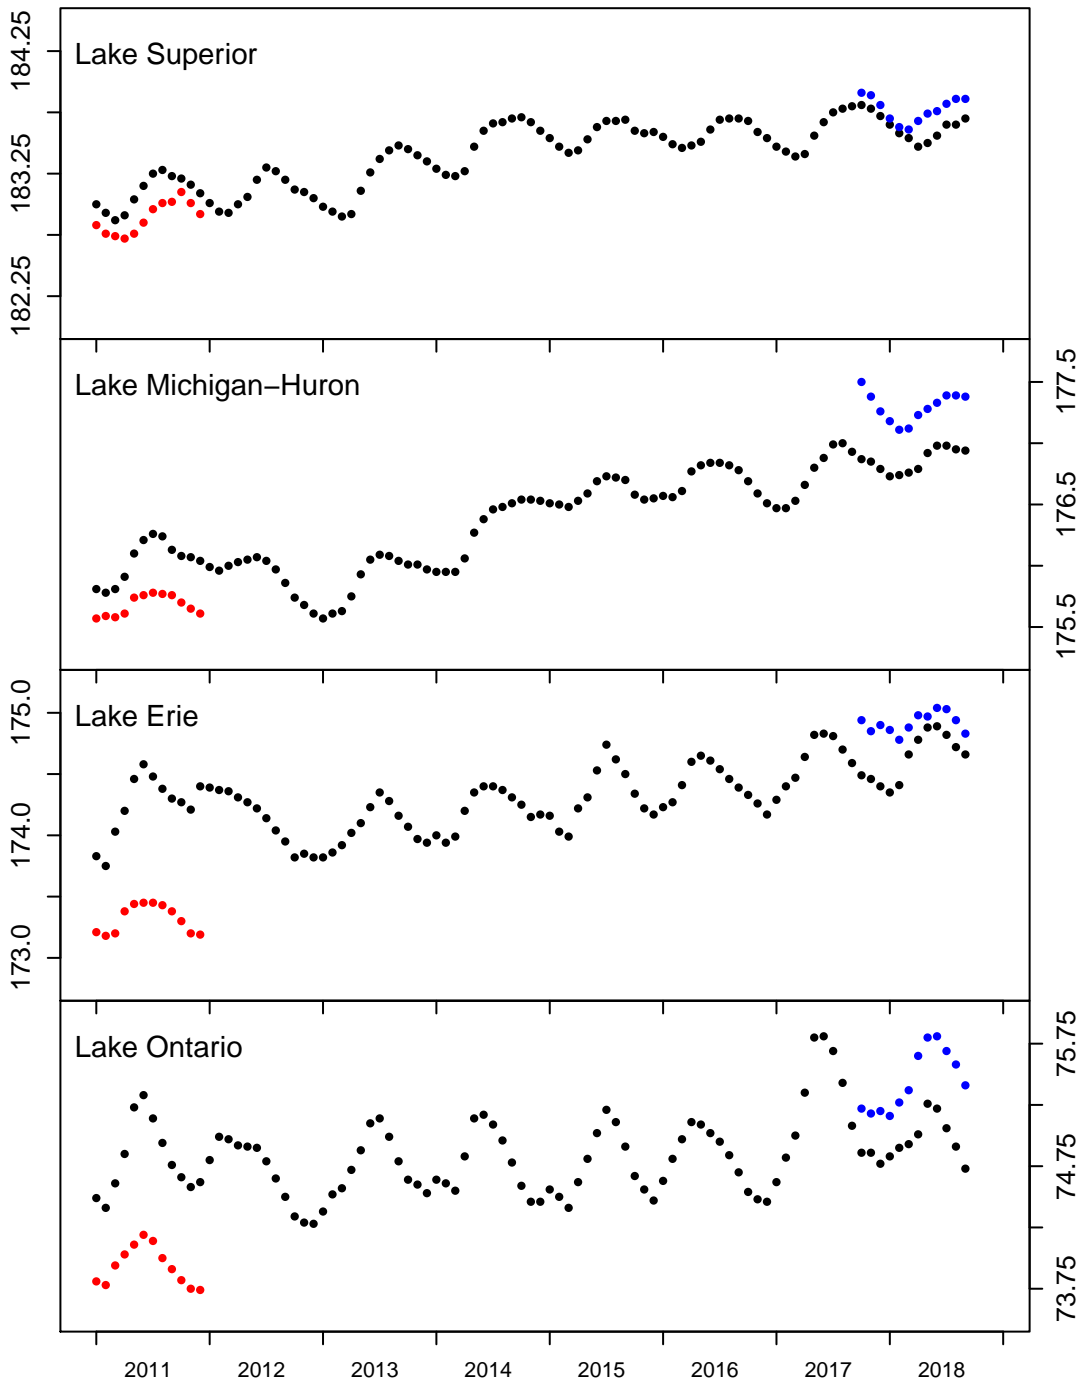 Lake Superior
184.25
183.25
182.25
Lake Michigan−Huron
177.5
176.5
175.5
Lake Erie
175.0
174.0
173.0
Lake Ontario
75.75
74.75
73.75
2011 2012 2013 2014 2015 2016 2017 2018